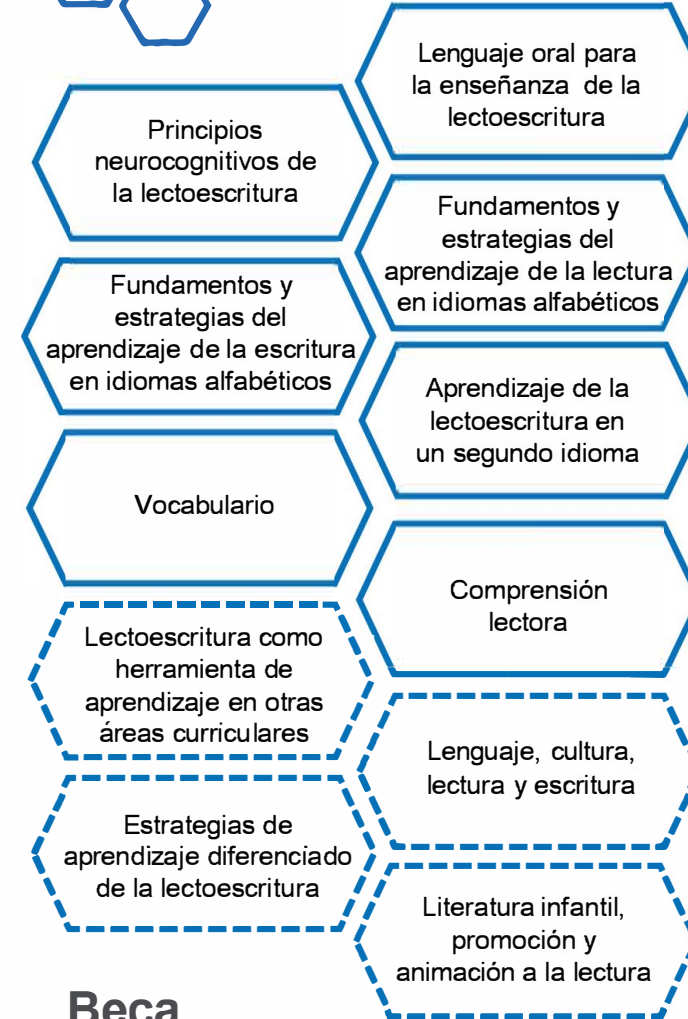 Lenguaje oral para
la enseñanza de la
lectoescritura
Principios
neurocognitivos de
la lectoescritura
Fundamentos y
estrategias del
aprendizaje de la lectura
en idiomas alfabéticos
Fundamentos y
estrategias del
aprendizaje de la escritura
en idiomas alfabéticos
Aprendizaje de la
lectoescritura en
un segundo idioma
Vocabulario
Comprensión
lectora
Lectoescritura como
herramienta de
aprendizaje en otras
áreas curriculares
Lenguaje, cultura,
lectura y escritura
Estrategias de
aprendizaje diferenciado
de la lectoescritura
Literatura infantil,
promoción y
animación a la lectura
Beca